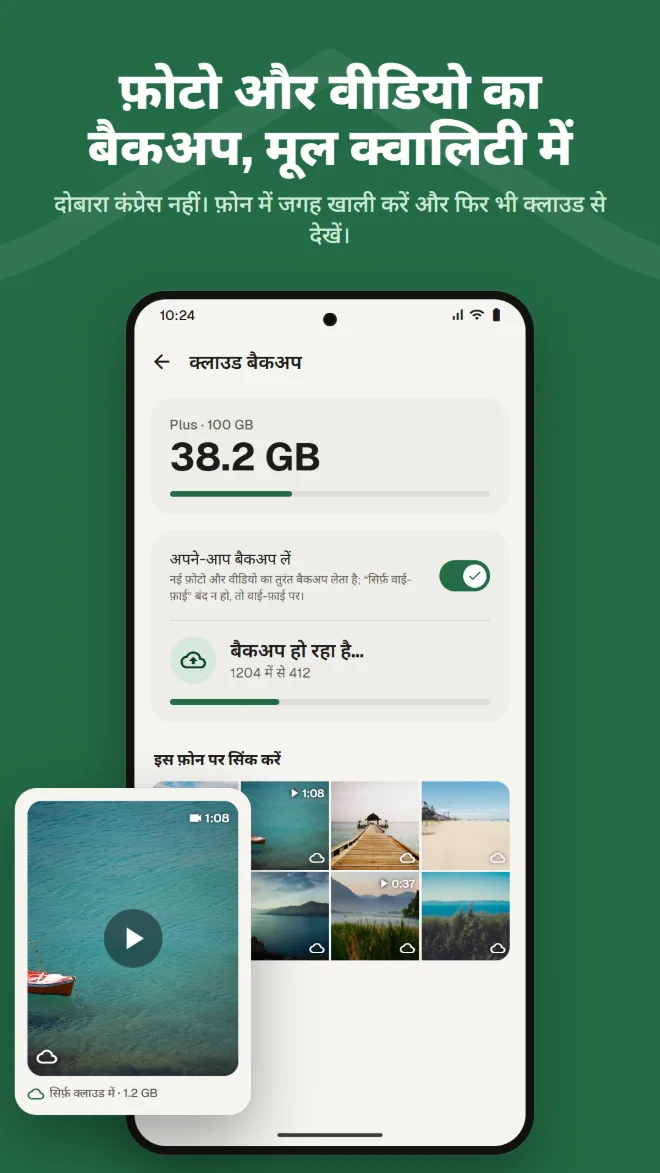 फ़ोटो और वीडियो का
बैकअप, मूल क्वालिटी में
दोबारा कंप्रेस नहीं। फ़ोन में जगह खाली करें और फिर भी क्लाउड से
देखें।
10:24
क्लाउड बैकअप
Plus · 100 GB
38.2 GB
अपने-आप बैकअप लें
नई फ़ोटो और वीडियो का तुरंत बैकअप लेता है; “सिर्फ़ वाई-
फ़ाई” बंद न हो, तो वाई-फ़ाई पर।
बैकअप हो रहा है…
1204 में से 412
इस फ़ोन पर सिंक करें
1:08
0:37
1:08
सिर्फ़ क्लाउड में · 1.2 GB